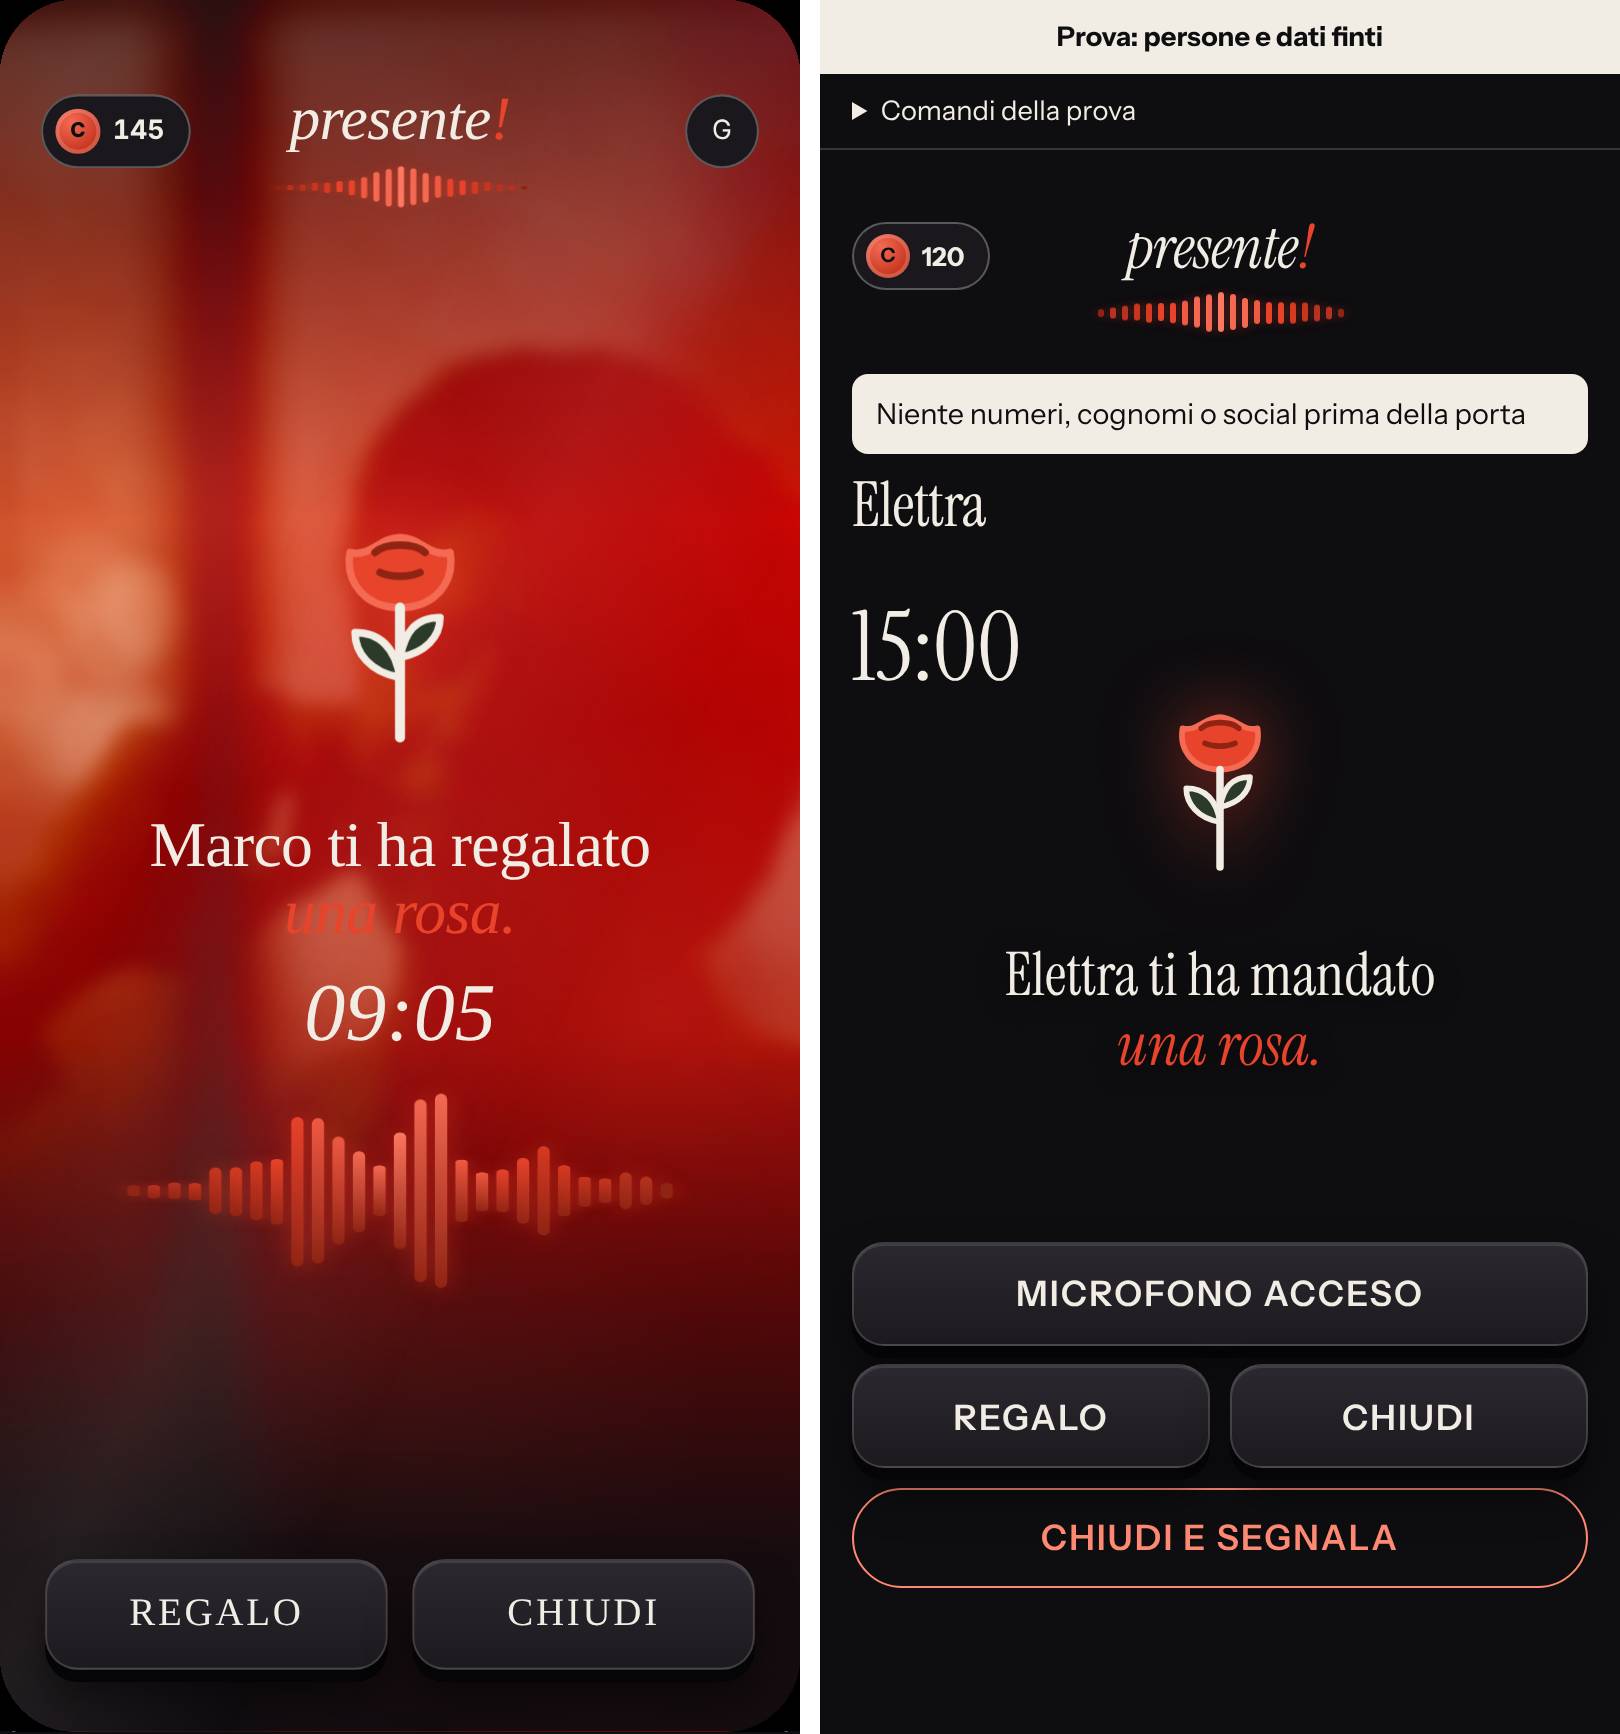 C 145
presente!
G
Marco ti ha regalato
una rosa.
09:05
REGALO
CHIUDI
Prova: persone e dati finti
Comandi della prova
C 120
presente!
Niente numeri, cognomi o social prima della porta
Elettra
15:00
Elettra ti ha mandato
una rosa.
MICROFONO ACCESO
REGALO
CHIUDI
CHIUDI E SEGNALA